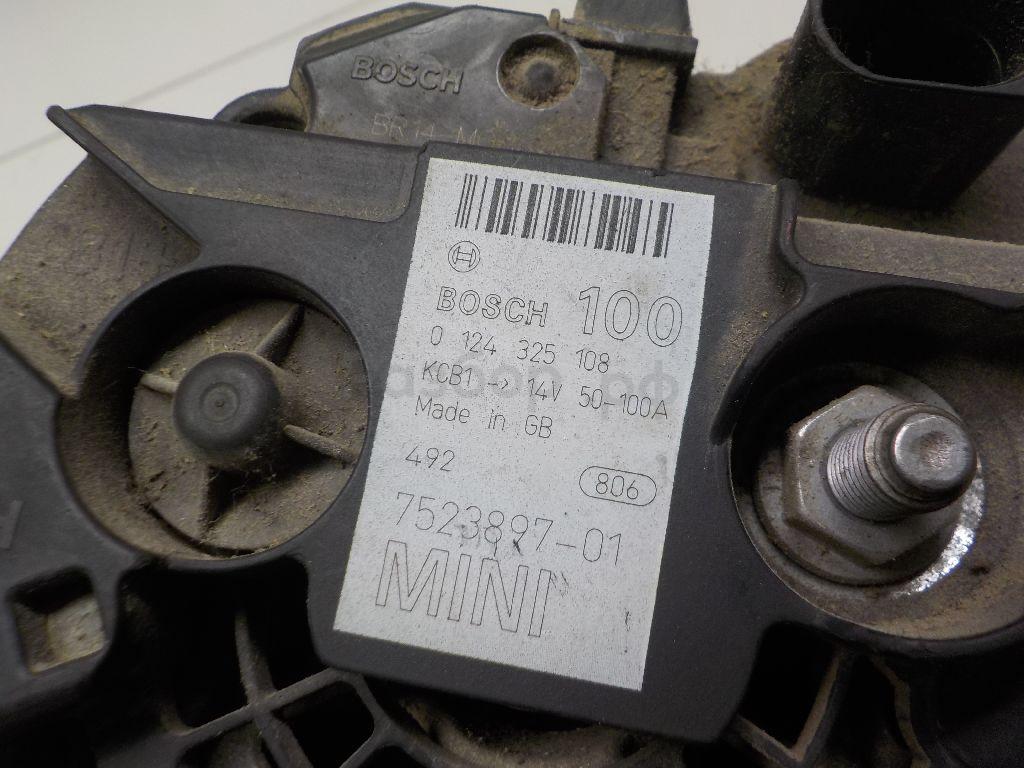 BOSCH
BR14-M
BOSCH 100
0 124 325 108
KCB1 -> 14V 50-100A
Made in GB
492
806
7523897-01
MINI